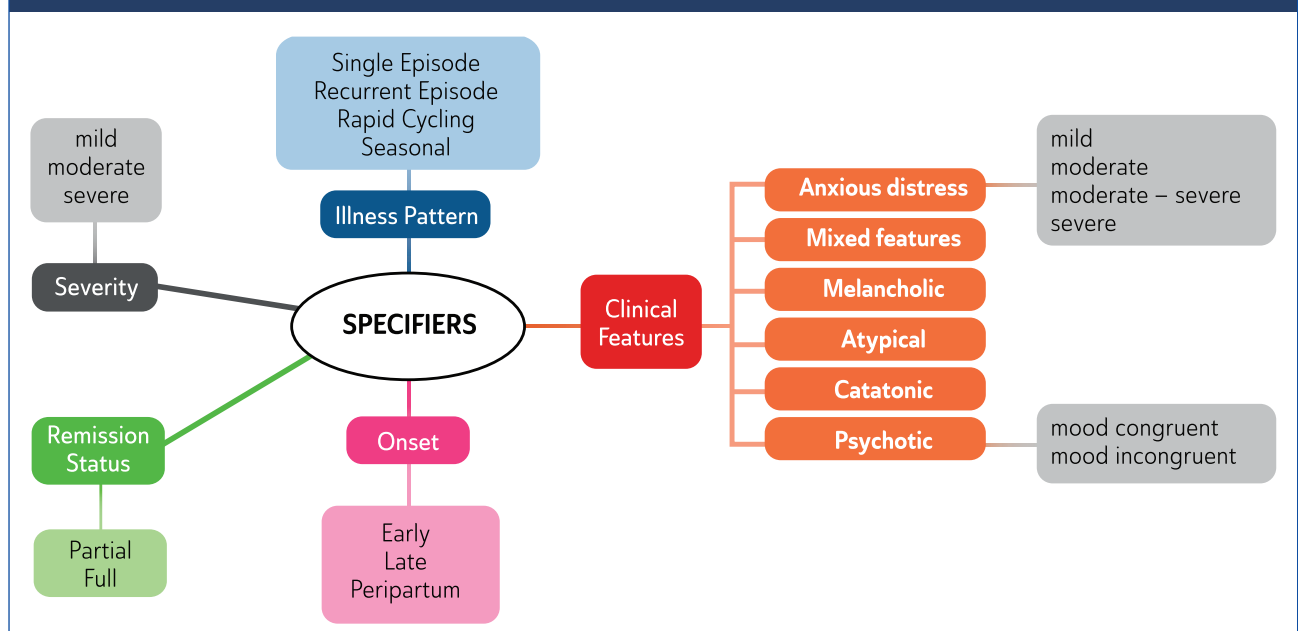 Single Episode
Recurrent Episode
Rapid Cycling
Seasonal
mild
moderate
severe
Illness Pattern
Severity
SPECIFIERS
Clinical
Features
Anxious distress
Mixed features
Melancholic
Atypical
Catatonic
Psychotic
mild
moderate
moderate – severe
severe
mood congruent
mood incongruent
Remission
Status
Partial
Full
Onset
Early
Late
Peripartum